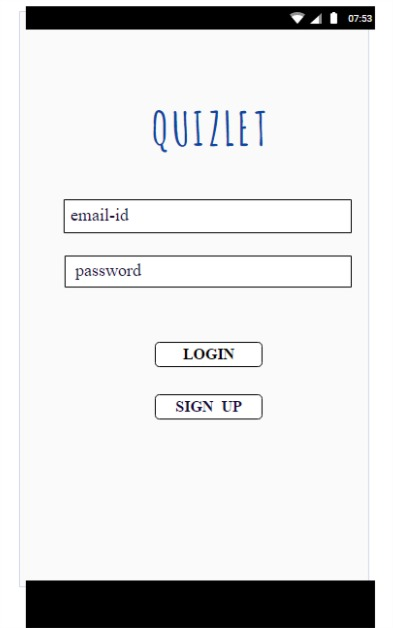 07:53
QUIZLET
email-id
password
LOGIN
SIGN UP